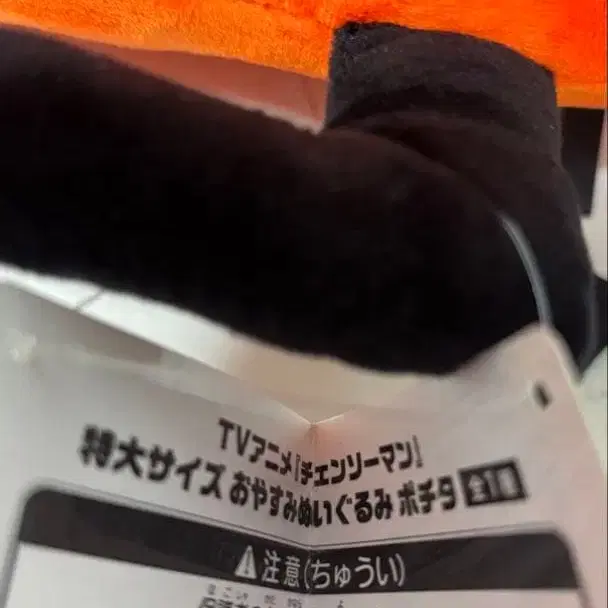 TVアニメ『チェンソーマン』
特大サイズ おやすみぬいぐるみ ポチタ 全1種
⚠注意(ちゅうい)